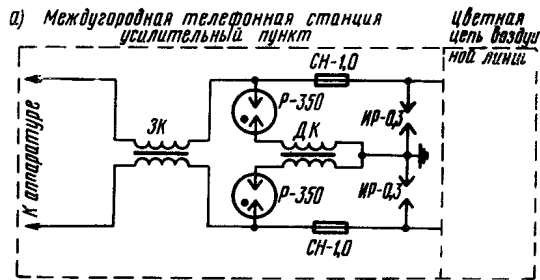 а) Междугородная телефонная станция
усилительный пункт
Цветная
цепь воздуш
ной линии
СН-1,0
Р-350
ЗК
ДК
ИР-0,3
К аппаратуре
Р-350
ИР-0,3
СН-1,0